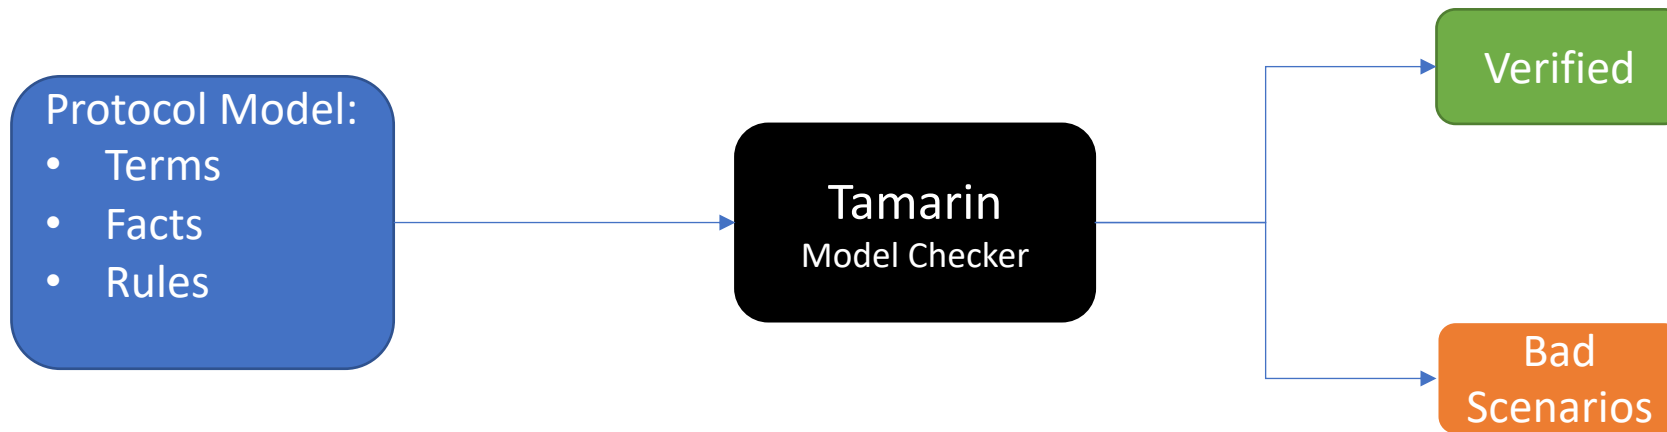 Protocol Model:
• Terms
• Facts
• Rules
Tamarin
Model Checker
Verified
Bad
Scenarios